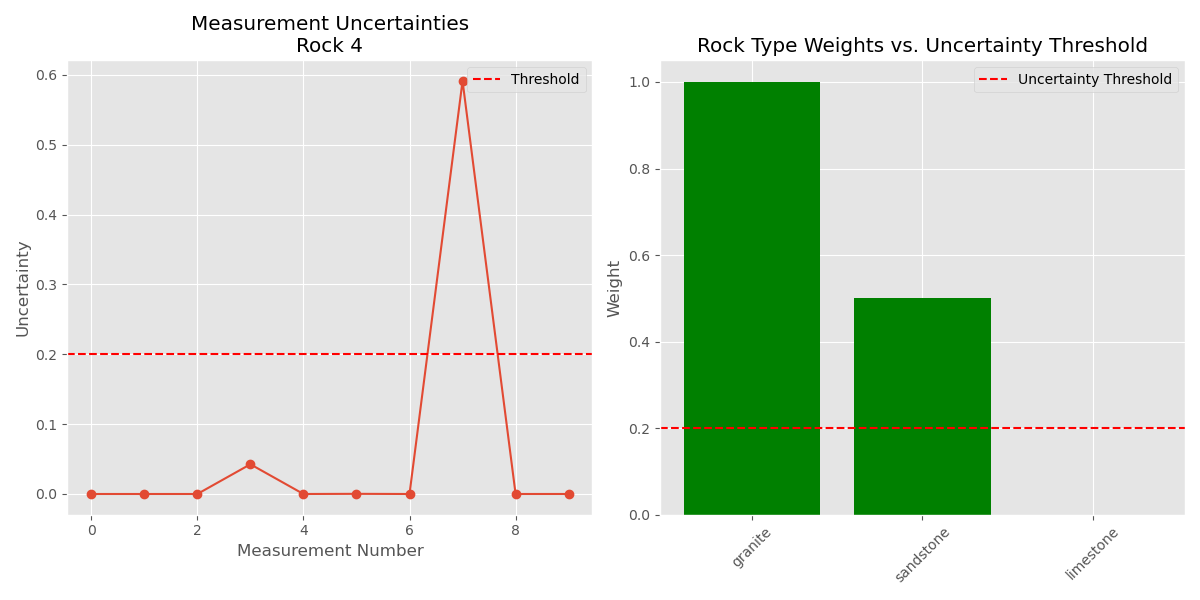 Measurement Uncertainties
Rock 4
Threshold
0.6
0.5
0.4
0.3
0.2
0.1
0.0
Uncertainty
0
2
4
6
8
Measurement Number
Rock Type Weights vs. Uncertainty Threshold
Uncertainty Threshold
1.0
0.8
0.6
0.4
0.2
0.0
Weight
granite
sandstone
limestone